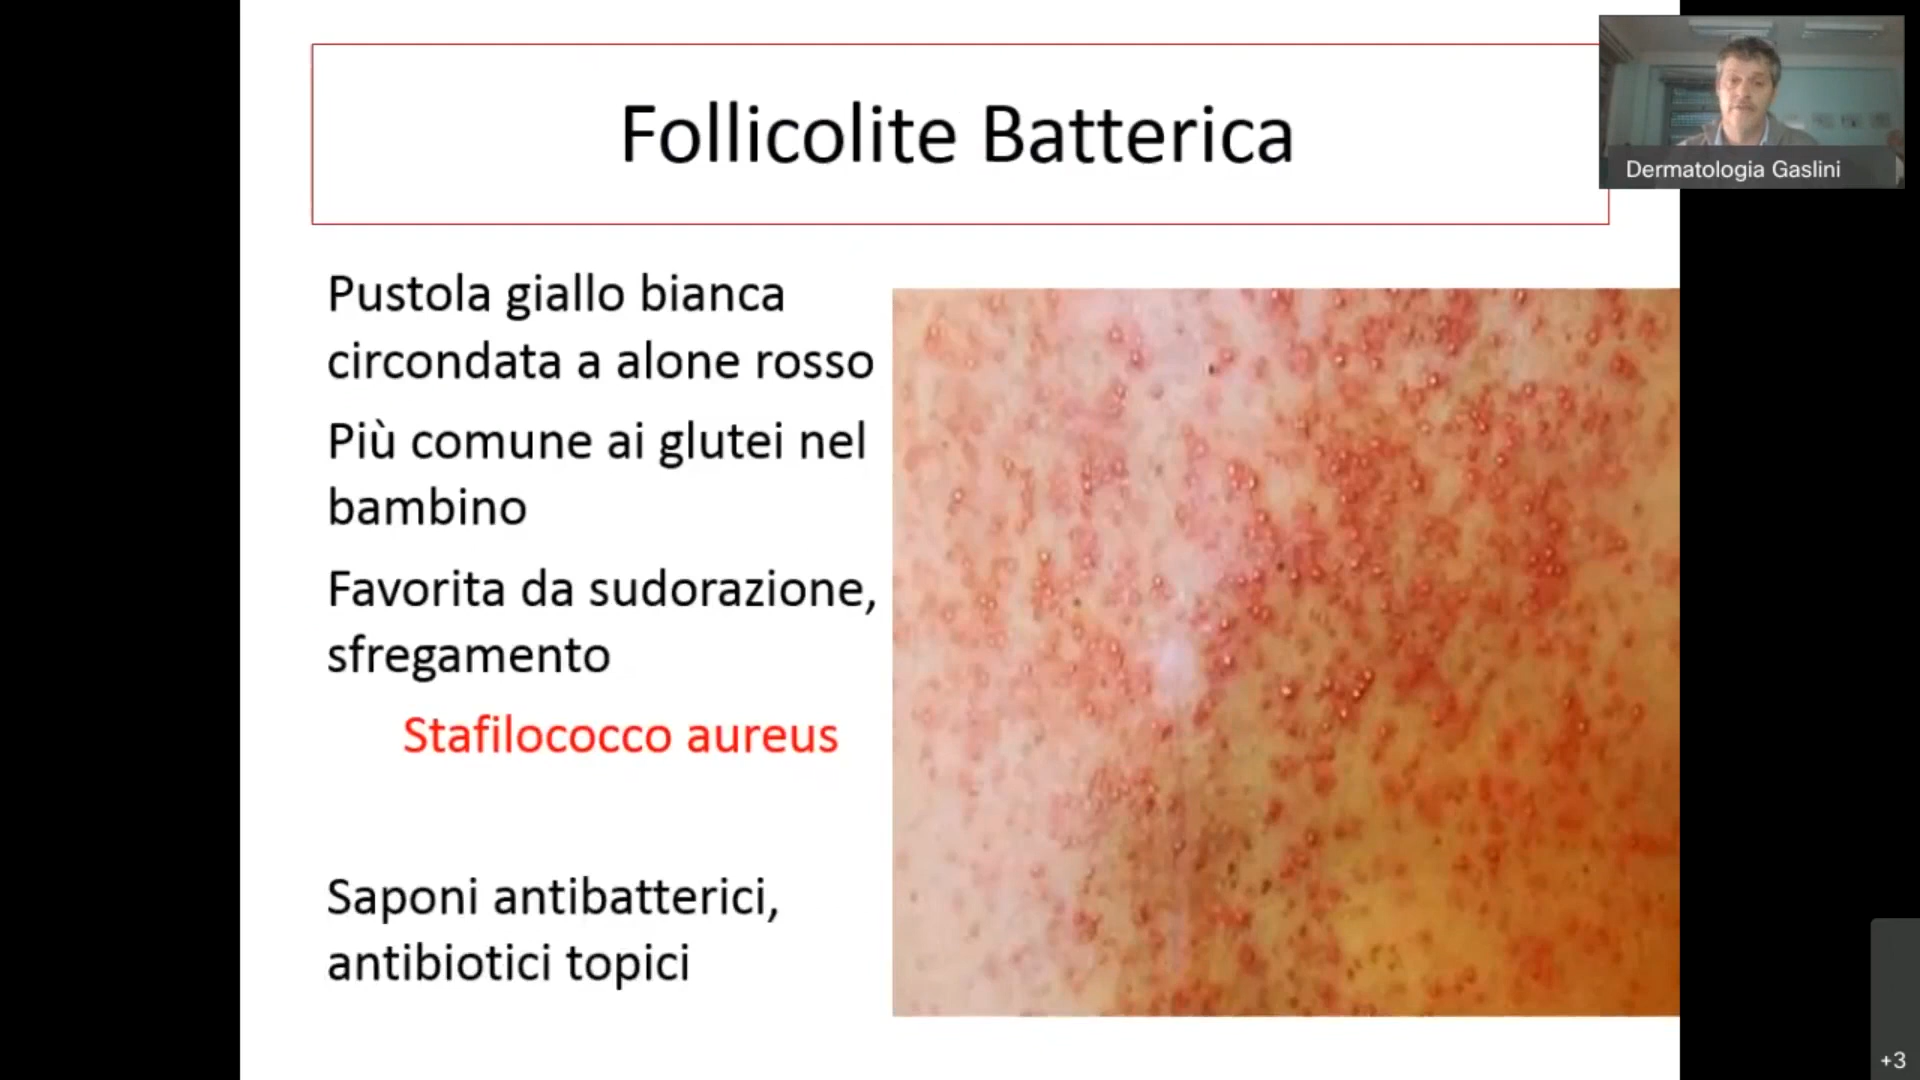 Follicolite Batterica
Dermatologia Gaslini
Pustola giallo bianca
circondata a alone rosso
Più comune ai glutei nel
bambino
Favorita da sudorazione,
sfregamento
Stafilococco aureus
Saponi antibatterici,
antibiotici topici
+3